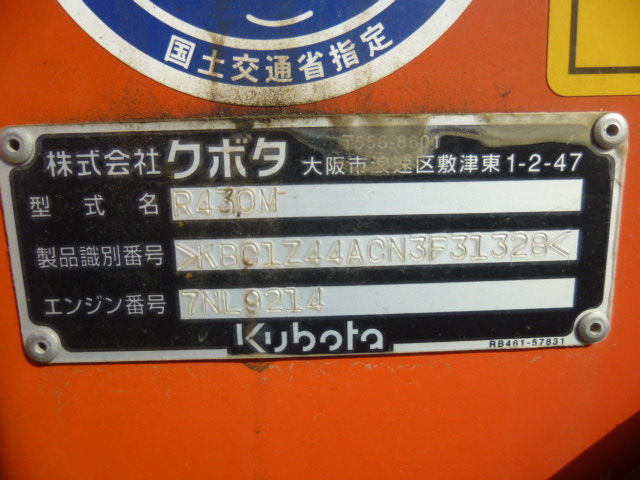 国土交通省指定
〒556-8601
株式会社 クボタ 大阪市浪速区敷津東1-2-47
型式名 R430M
製品識別番号 >KBC1Z44ACN3F31328<
エンジン番号 7NL9214
Kubota
RB461-57831